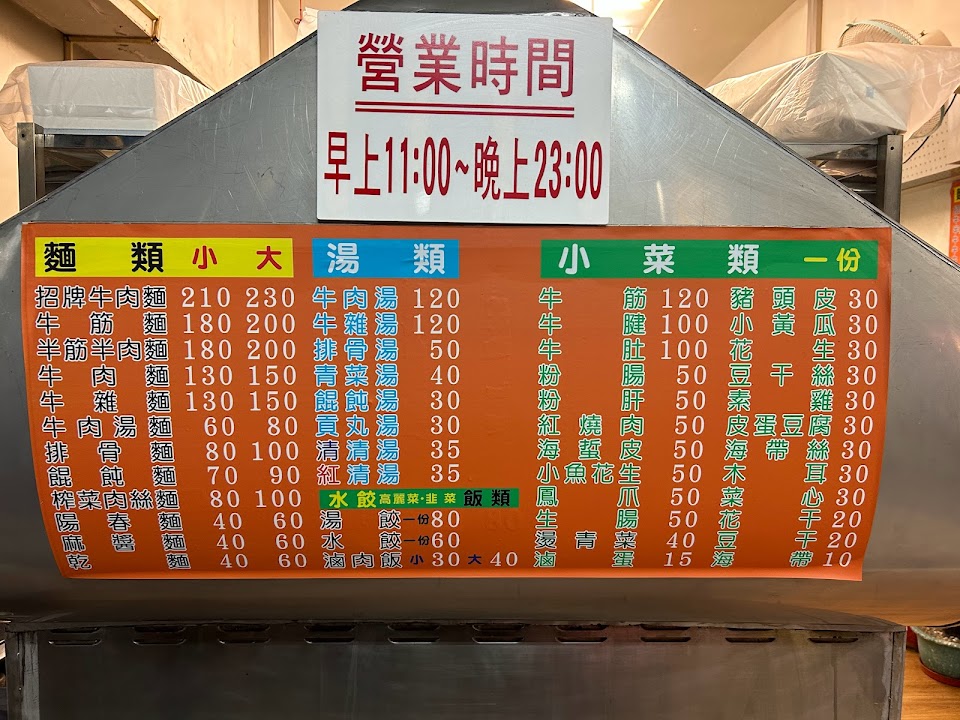 營業時間
早上11:00~晚上23:00
麵類 小 大
招牌牛肉麵 210 230
牛筋麵 180 200
半筋半肉麵 180 200
牛肉麵 130 150
牛雜麵 130 150
牛肉湯麵 60 80
排骨麵 80 100
餛飩麵 70 90
榨菜肉絲麵 80 100
陽春麵 40 60
麻醬麵 40 60
乾麵 40 60
湯類
牛肉湯 120
牛雜湯 120
排骨湯 50
青菜湯 40
餛飩湯 30
貢丸湯 30
清清湯 35
紅清湯 35
水餃 高麗菜·韭菜 飯類
湯餃 一份 80
水餃 一份 60
滷肉飯 小 30 大 40
小菜類 一份
牛筋 120
牛腱 100
牛肚 100
粉腸 50
粉肝 50
紅燒肉 50
海蜇皮 50
小魚花生 50
鳳爪 50
生腸 50
燙青菜 40
滷蛋 15
豬頭皮 30
小黃瓜 30
花生 30
豆干絲 30
素雞 30
皮蛋豆腐 30
海帶絲 30
木耳 30
菜心 30
花干 20
豆干 20
海帶 10